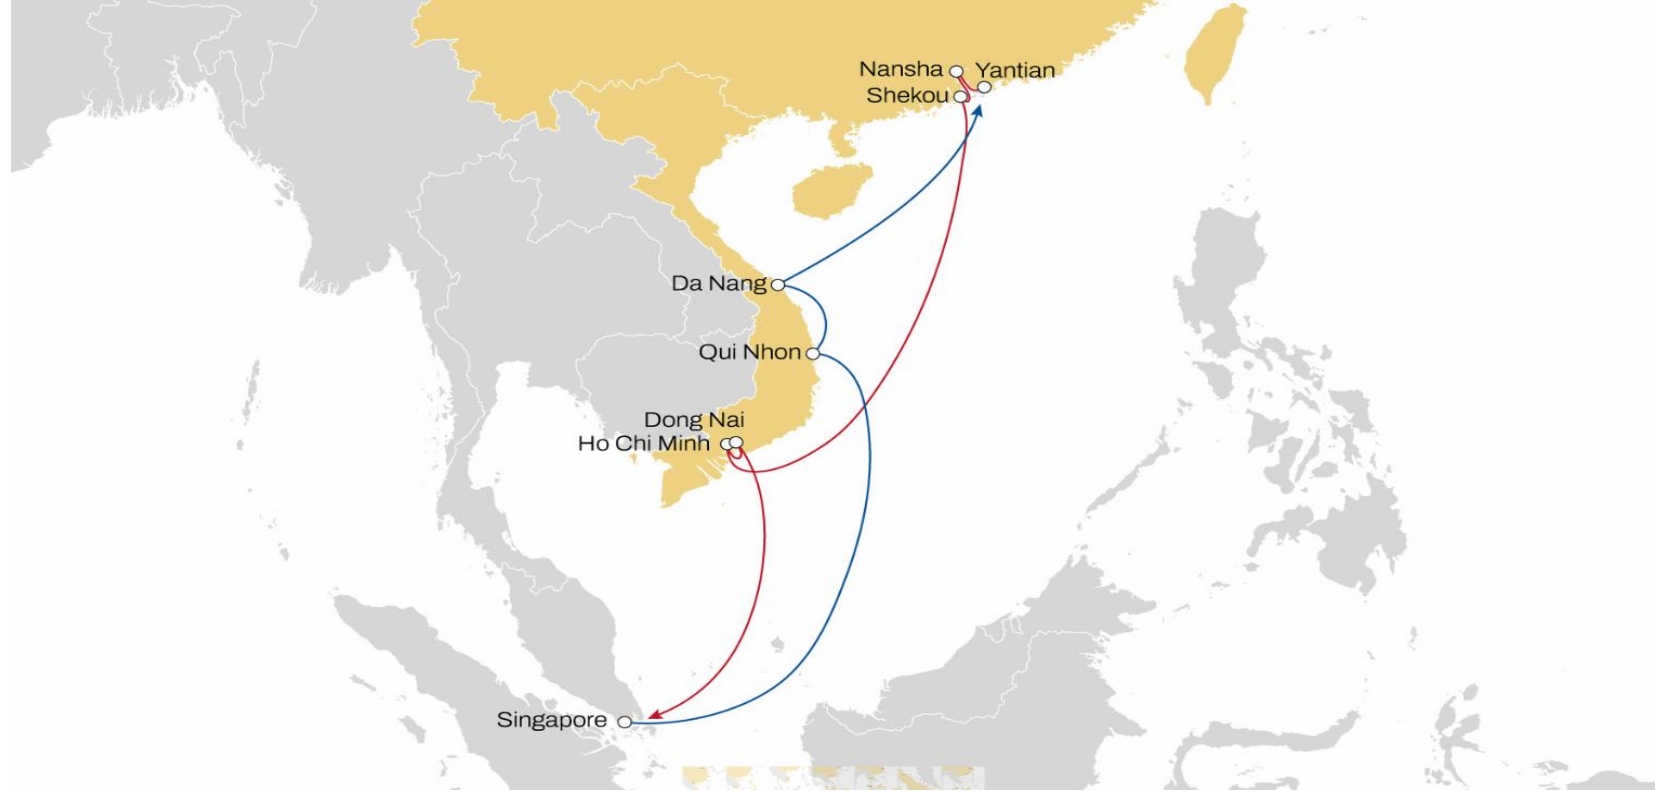 Nansha
Yantian
Shekou
Da Nang
Qui Nhon
Dong Nai
Ho Chi Minh
Singapore